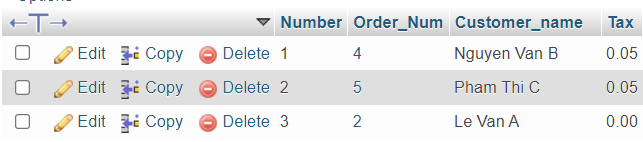 Number Order_Num Customer_name Tax
Edit Copy Delete 1 4 Nguyen Van B 0.05
Edit Copy Delete 2 5 Pham Thi C 0.05
Edit Copy Delete 3 2 Le Van A 0.00